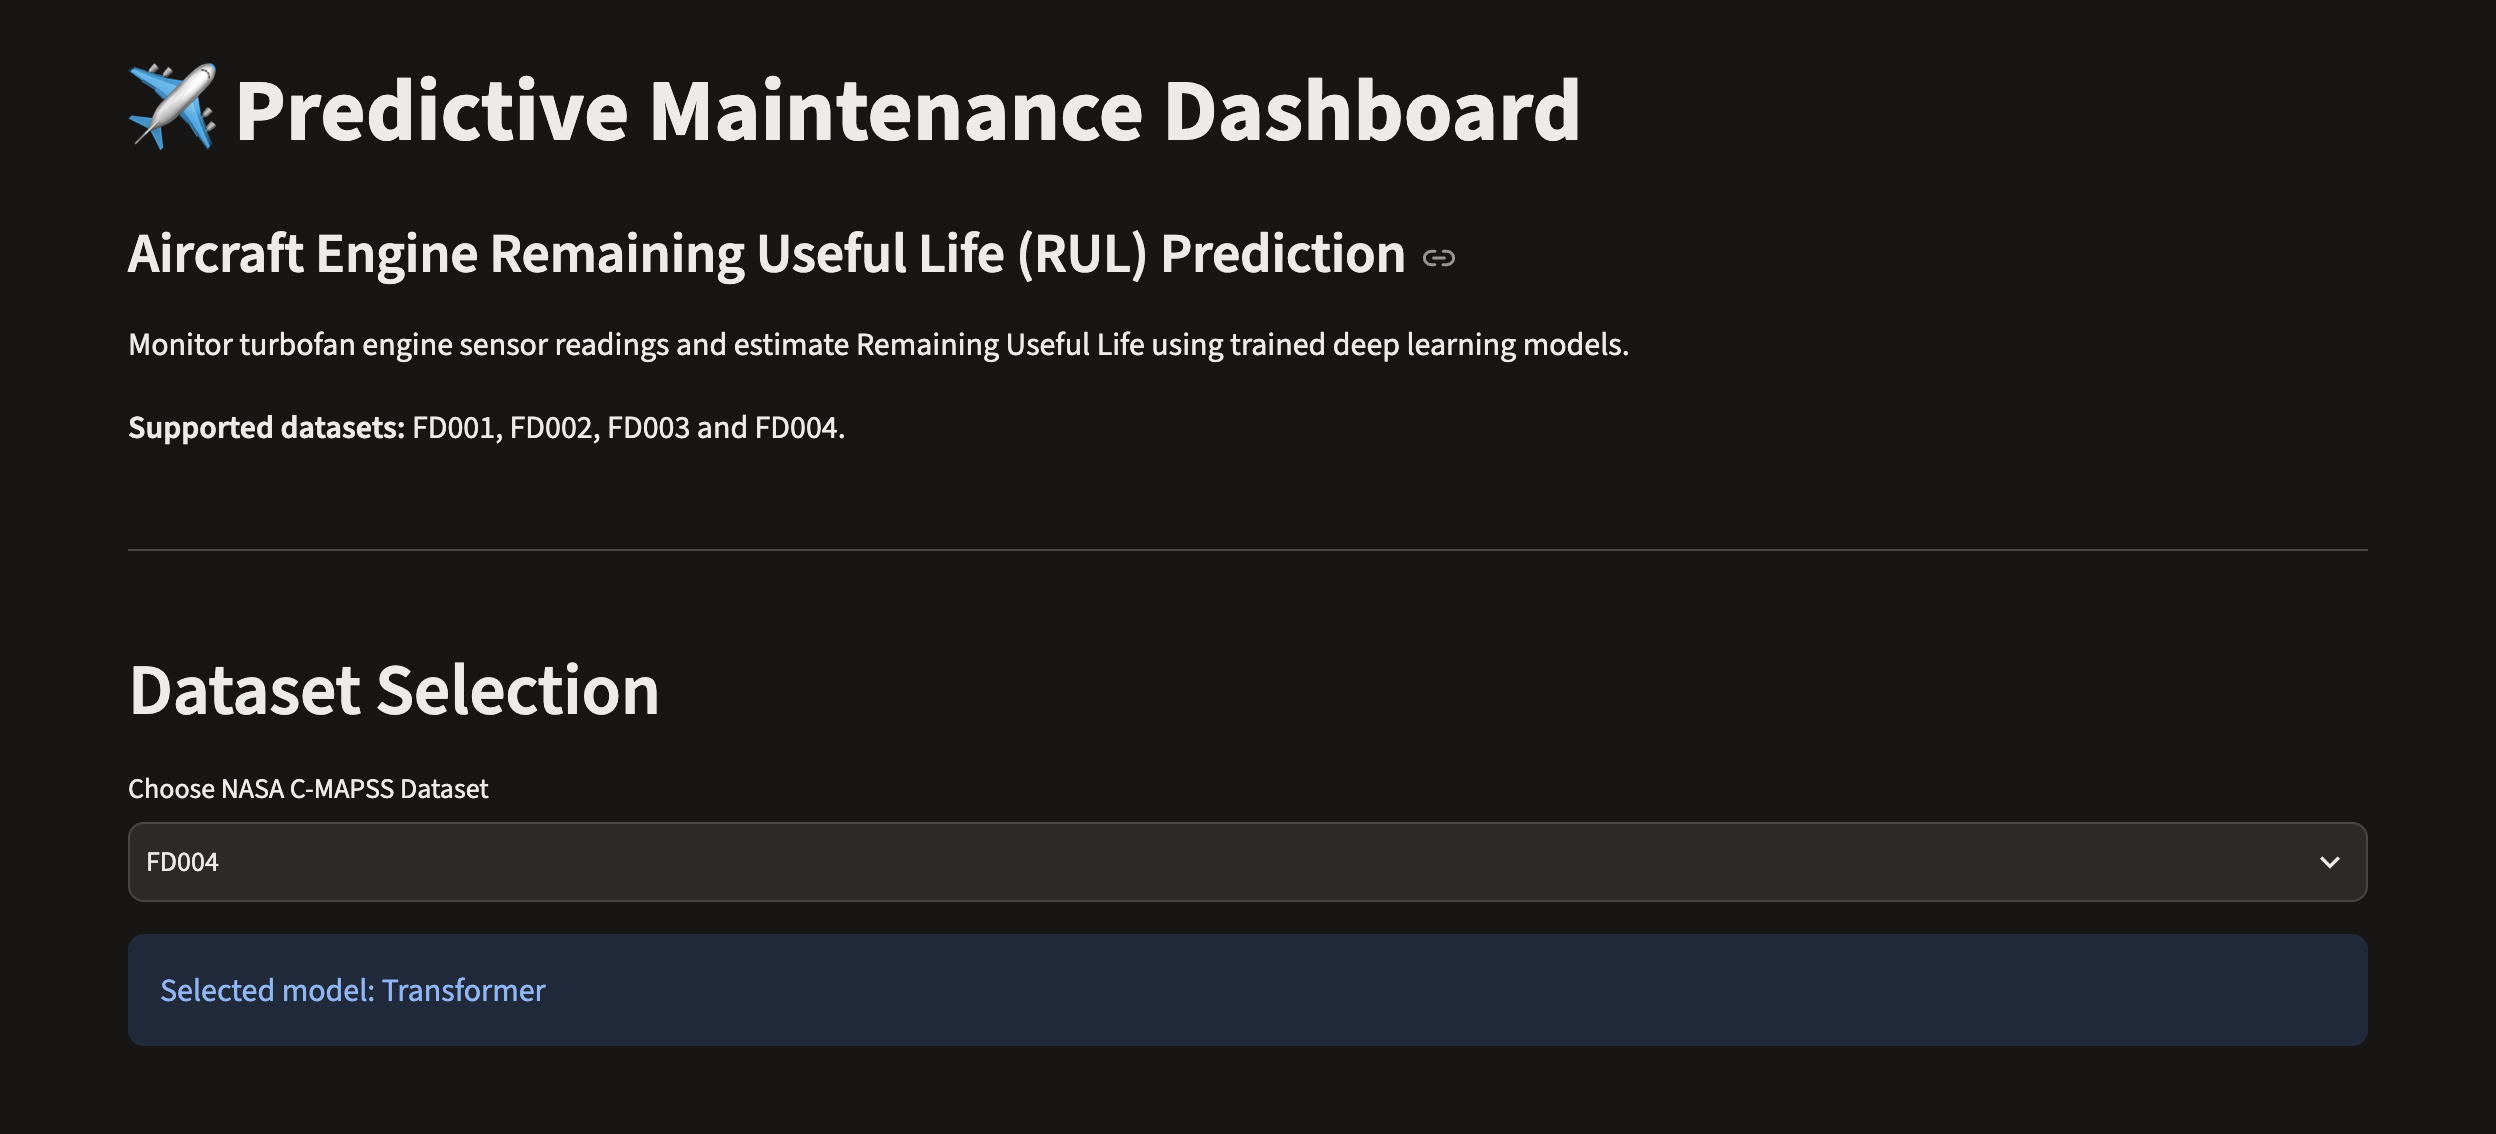 Predictive Maintenance Dashboard
Aircraft Engine Remaining Useful Life (RUL) Prediction
Monitor turbofan engine sensor readings and estimate Remaining Useful Life using trained deep learning models.
Supported datasets: FD001, FD002, FD003 and FD004.
Dataset Selection
Choose NASA C-MAPSS Dataset
FD004
Selected model: Transformer